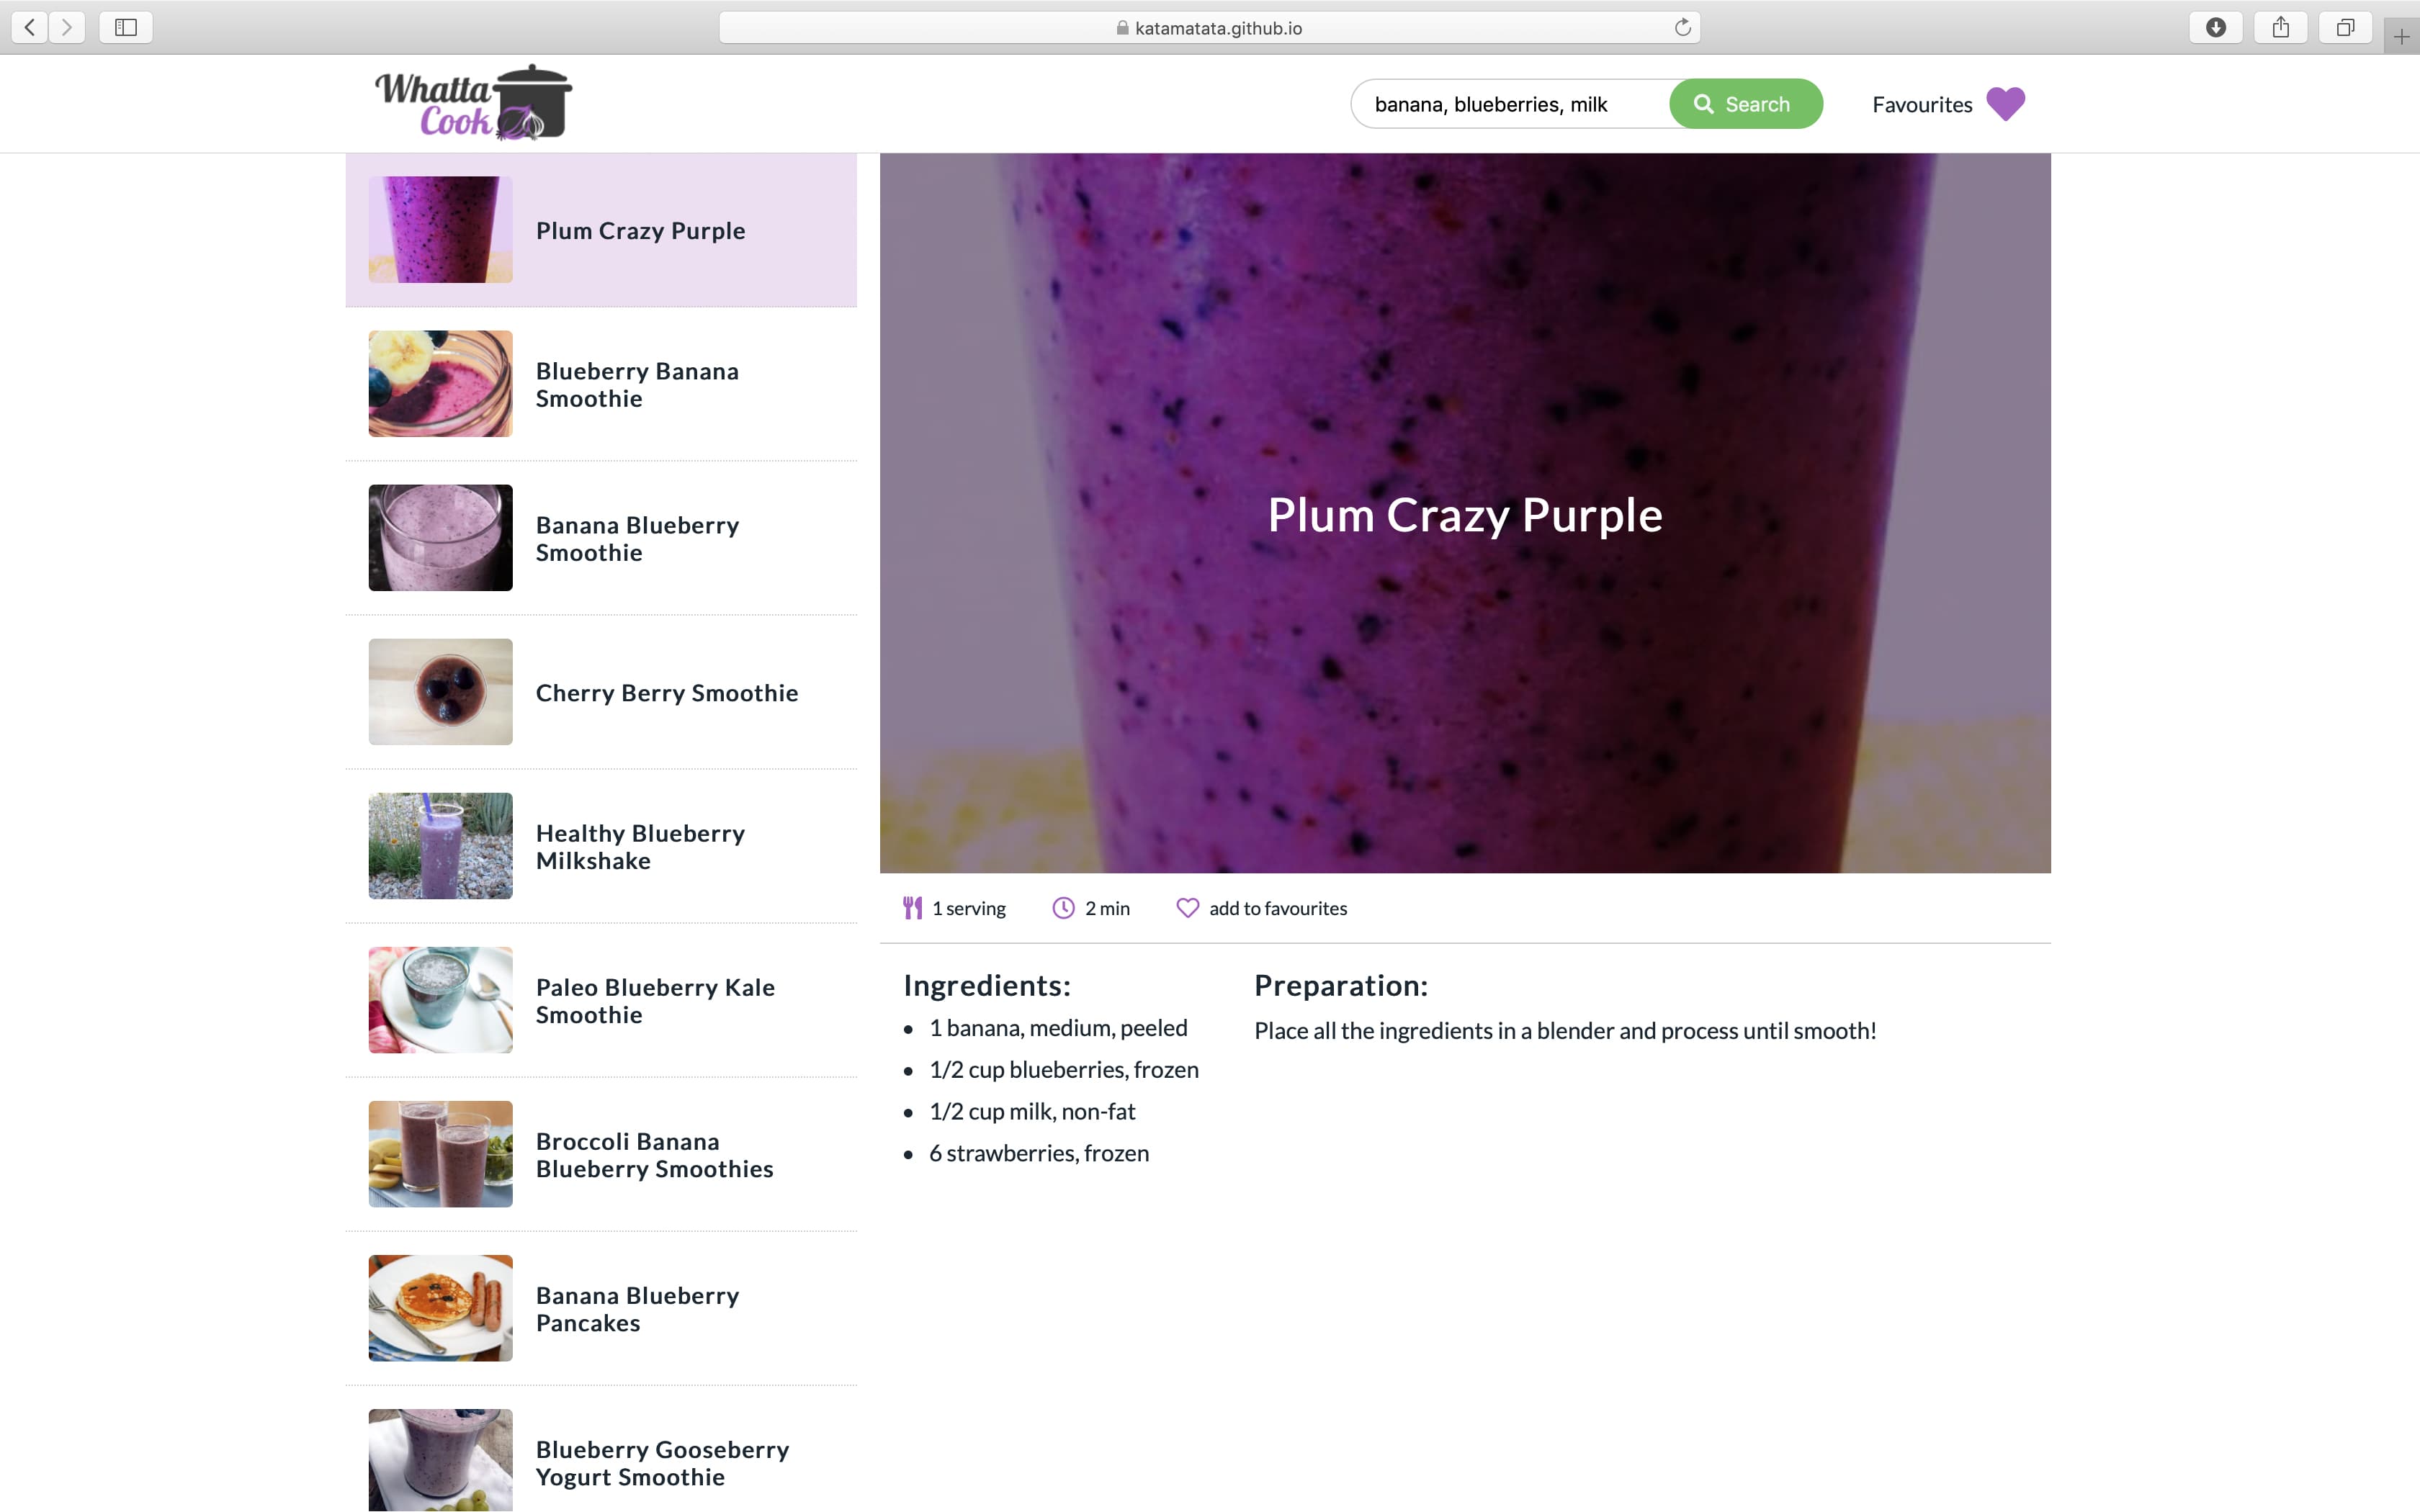 katamatata.github.io
Whatta
Cook
banana, blueberries, milk
Search
Favourites
Plum Crazy Purple
Blueberry Banana
Smoothie
Banana Blueberry
Smoothie
Cherry Berry Smoothie
Healthy Blueberry
Milkshake
Paleo Blueberry Kale
Smoothie
Broccoli Banana
Blueberry Smoothies
Banana Blueberry
Pancakes
Blueberry Gooseberry
Yogurt Smoothie
Plum Crazy Purple
1 serving
2 min
add to favourites
Ingredients:
1 banana, medium, peeled
1/2 cup blueberries, frozen
1/2 cup milk, non-fat
6 strawberries, frozen
Preparation:
Place all the ingredients in a blender and process until smooth!